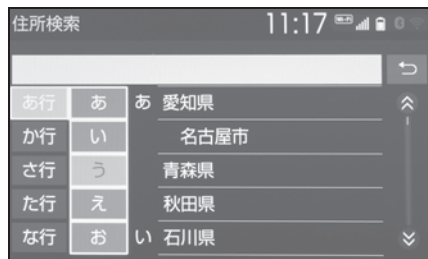 住所検索 11:17 Wi-Fi
あ行 あ あ 愛知県
か行 い 名古屋市
さ行 う 青森県
た行 え 秋田県
な行 お い 石川県